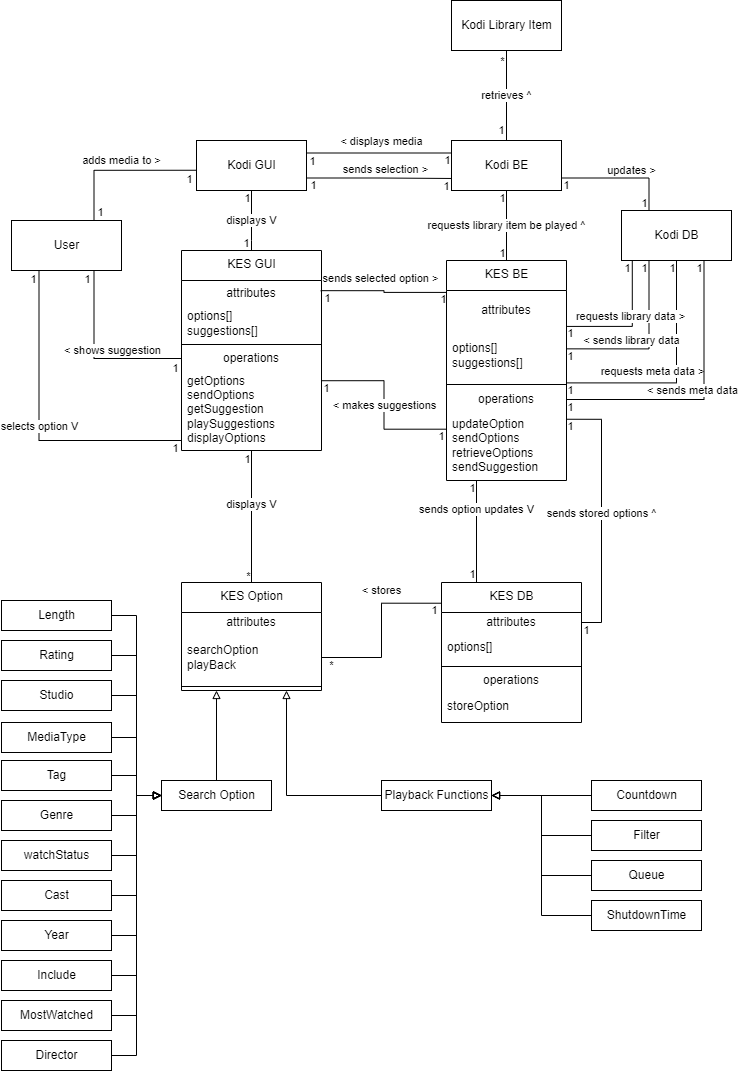 Kodi Library Item
*
retrieves ^
1
< displays media
adds media to >
Kodi GUI
1
1
Kodi BE
sends selection >
updates >
1
1
1
1
1
1
1
1
displays V
requests library item be played ^
User
Kodi DB
1
1
KES GUI
KES BE
1
1
1
1
1
1
sends selected option >
attributes
1
1
attributes
options[]
suggestions[]
requests library data >
1
< sends library data
< shows suggestion
operations
options[]
suggestions[]
1
1
requests meta data >
getOptions
sendOptions
getSuggestion
playSuggestions
displayOptions
1
< makes suggestions
operations
1
< sends meta data
1
selects option V
updateOption
sendOptions
retrieveOptions
sendSuggestion
1
1
1
1
1
displays V
sends option updates V
sends stored options ^
*
1
< stores
KES Option
KES DB
Length
attributes
1
attributes
1
Rating
searchOption
playBack
*
options[]
Studio
operations
storeOption
MediaType
Tag
Search Option
Playback Functions
Countdown
Genre
Filter
watchStatus
Queue
Cast
ShutdownTime
Year
Include
MostWatched
Director